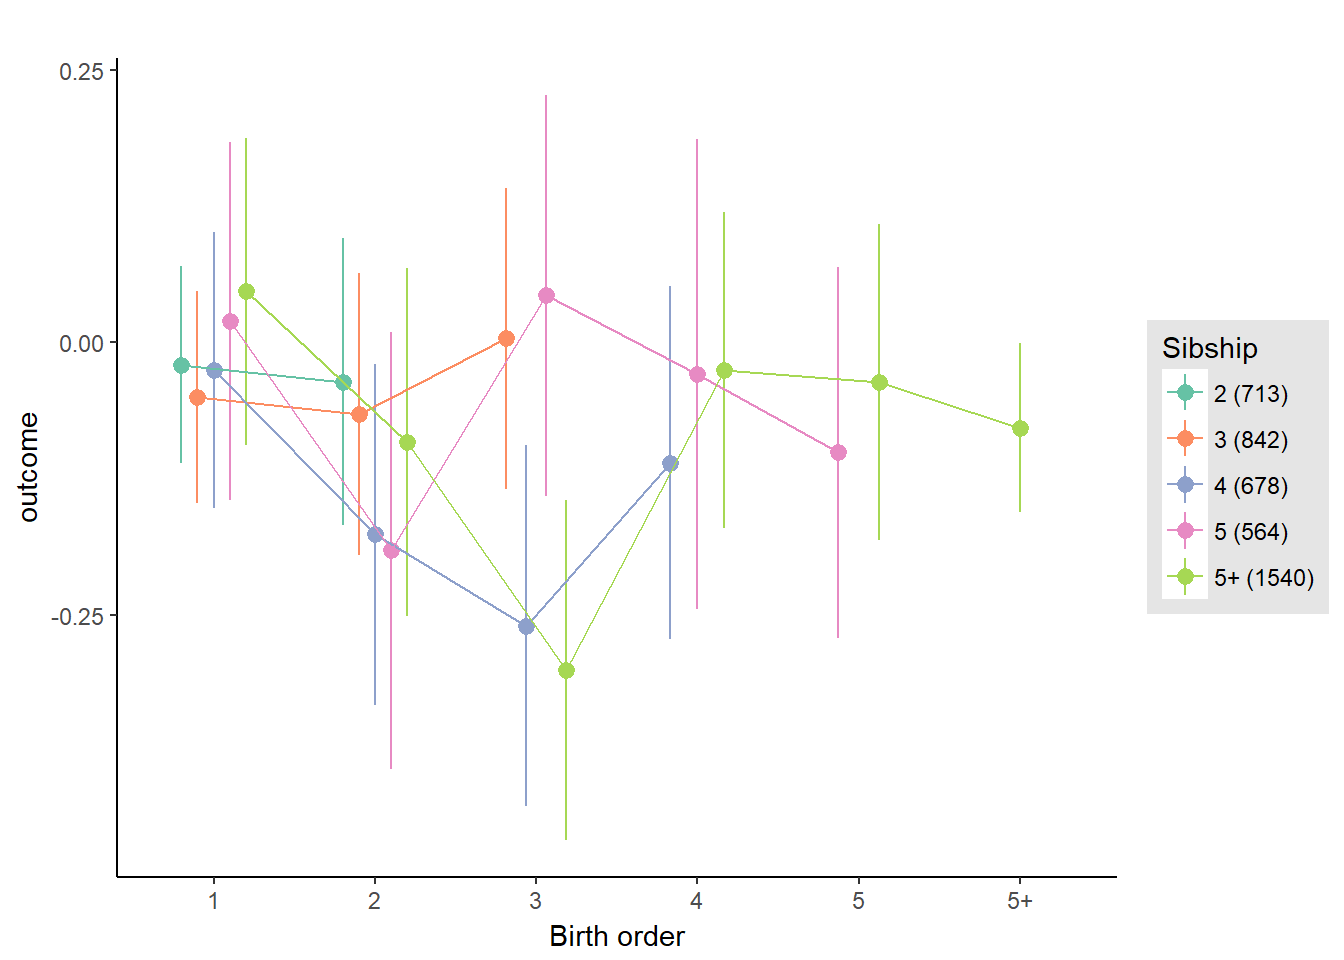 0.25
0.00
-0.25
outcome
1 2 3 4 5 5+
Birth order
Sibship
2 (713)
3 (842)
4 (678)
5 (564)
5+ (1540)